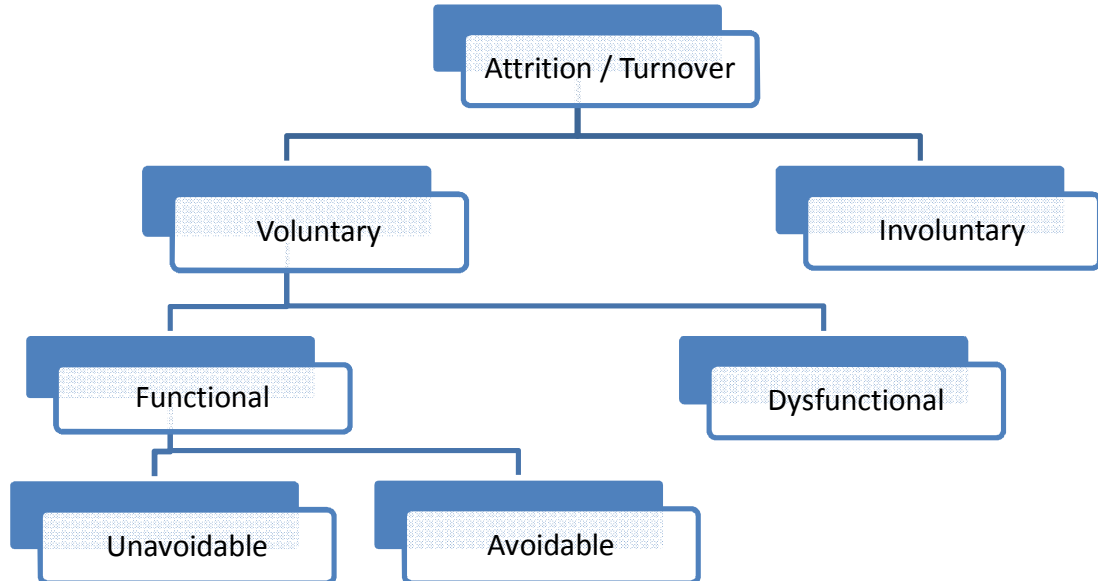 Attrition / Turnover
Voluntary
Involuntary
Functional
Dysfunctional
Unavoidable
Avoidable